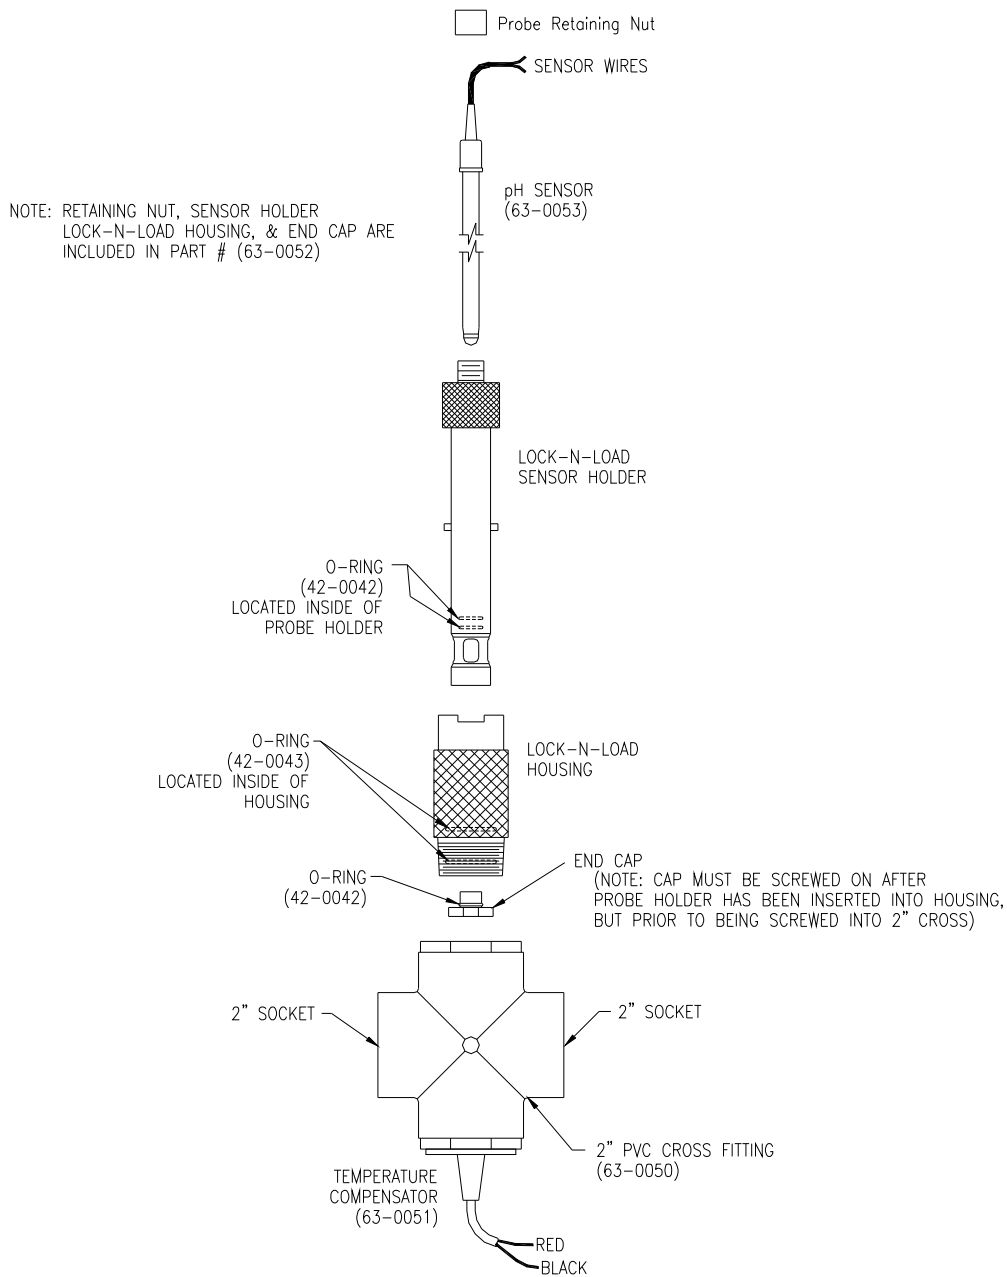 Probe Retaining Nut
SENSOR WIRES
pH SENSOR
(63-0053)
NOTE: RETAINING NUT, SENSOR HOLDER
LOCK-N-LOAD HOUSING, & END CAP ARE
INCLUDED IN PART # (63-0052)
LOCK-N-LOAD
SENSOR HOLDER
O-RING
(42-0042)
LOCATED INSIDE OF
PROBE HOLDER
O-RING
(42-0043)
LOCATED INSIDE OF
HOUSING
LOCK-N-LOAD
HOUSING
O-RING
(42-0042)
END CAP
(NOTE: CAP MUST BE SCREWED ON AFTER
PROBE HOLDER HAS BEEN INSERTED INTO HOUSING,
BUT PRIOR TO BEING SCREWED INTO 2" CROSS)
2" SOCKET
2" SOCKET
2" PVC CROSS FITTING
(63-0050)
TEMPERATURE
COMPENSATOR
(63-0051)
RED
BLACK